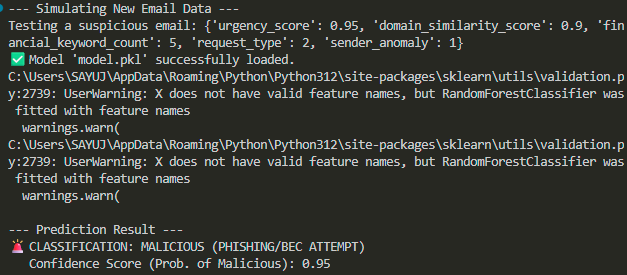 --- Simulating New Email Data ---
Testing a suspicious email: {'urgency_score': 0.95, 'domain_similarity_score': 0.9, 'fin
ancial_keyword_count': 5, 'request_type': 2, 'sender_anomaly': 1}
✅ Model 'model.pkl' successfully loaded.
C:\Users\SAYUJ\AppData\Roaming\Python\Python312\site-packages\sklearn\utils\validation.p
y:2739: UserWarning: X does not have valid feature names, but RandomForestClassifier was
 fitted with feature names
  warnings.warn(
C:\Users\SAYUJ\AppData\Roaming\Python\Python312\site-packages\sklearn\utils\validation.p
y:2739: UserWarning: X does not have valid feature names, but RandomForestClassifier was
 fitted with feature names
  warnings.warn(
--- Prediction Result ---
🚨 CLASSIFICATION: MALICIOUS (PHISHING/BEC ATTEMPT)
   Confidence Score (Prob. of Malicious): 0.95